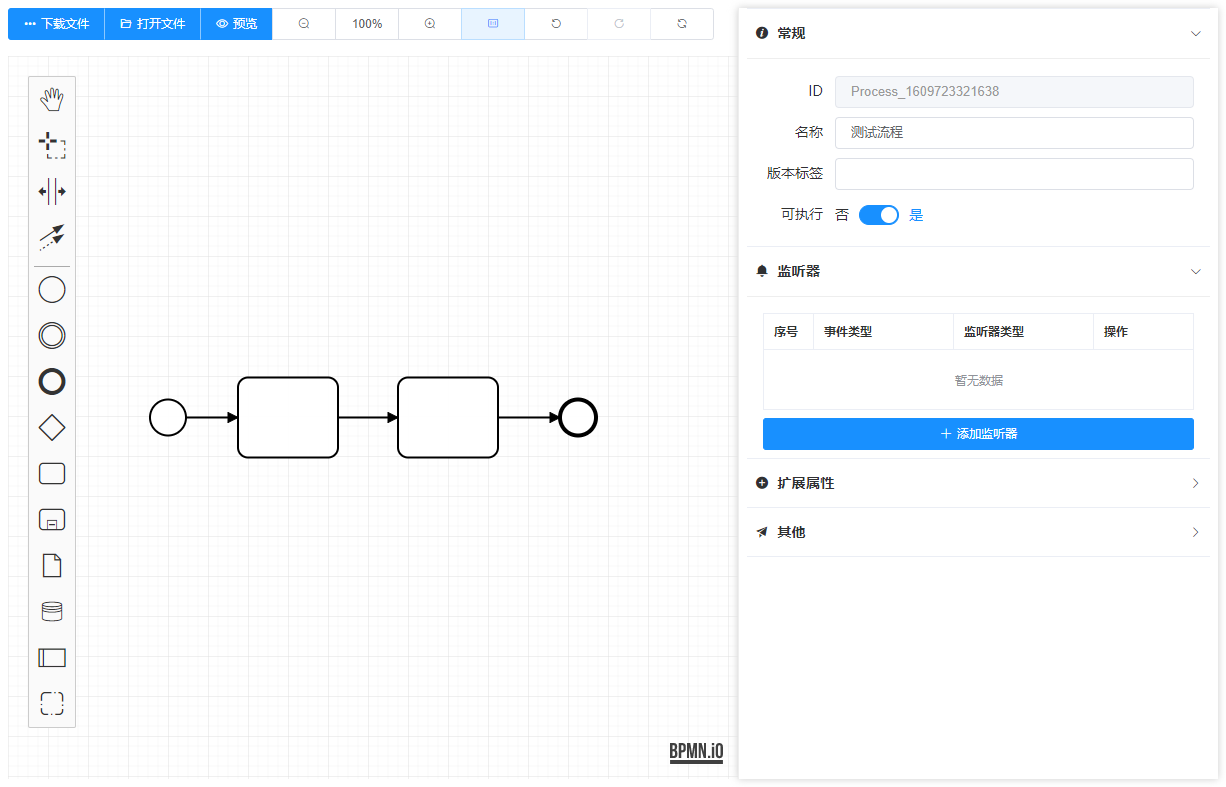 下载文件 打开文件 预览 100%
常规
ID Process_1609723321638
名称 测试流程
版本标签
可执行 否 是
监听器
序号 事件类型 监听器类型 操作
暂无数据
添加监听器
扩展属性
其他
BPMN.iO